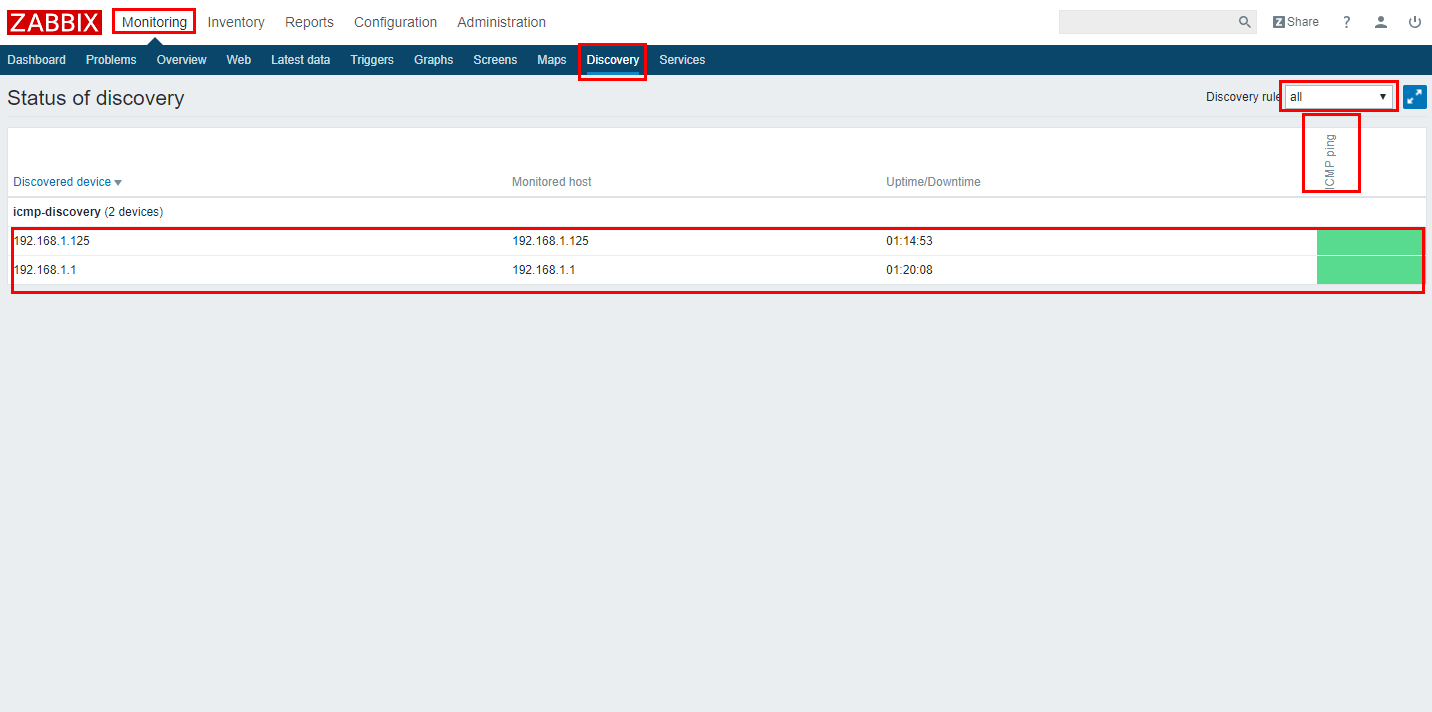 ZABBIX Monitoring Inventory Reports Configuration Administration Z Share ?
Dashboard Problems Overview Web Latest data Triggers Graphs Screens Maps Discovery Services
Status of discovery Discovery rule all
Discovered device Monitored host Uptime/Downtime ICMP ping
icmp-discovery (2 devices)
192.168.1.125 192.168.1.125 01:14:53
192.168.1.1 192.168.1.1 01:20:08